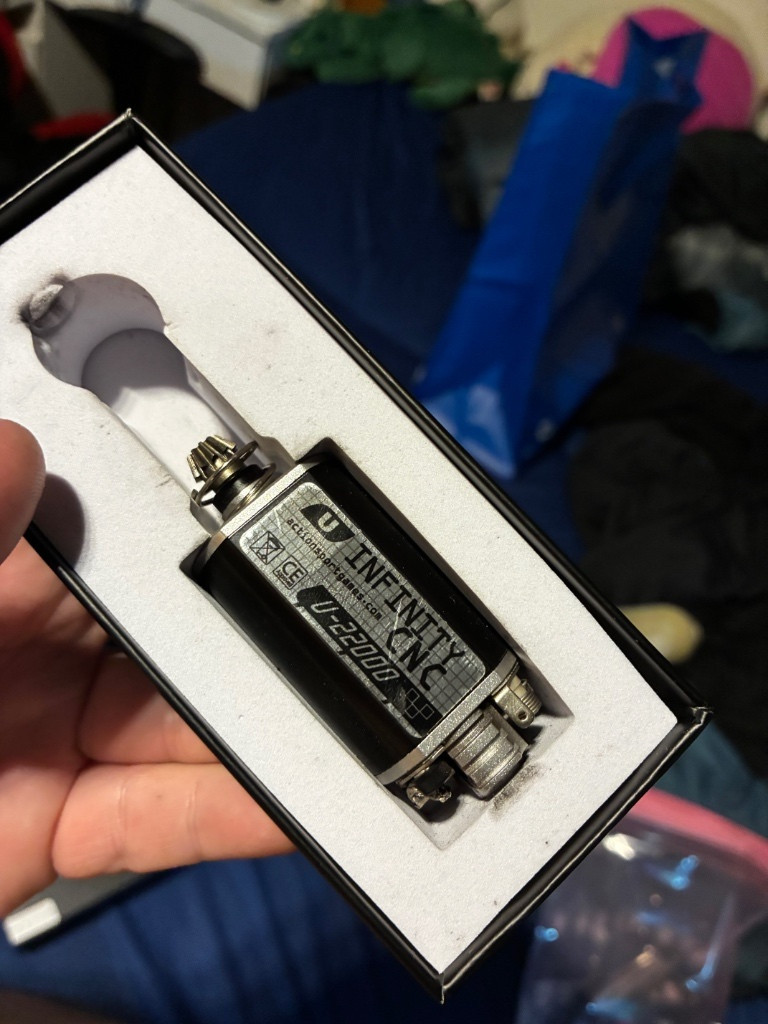 U
INFINITY
CNC
actionsportgames.com
CE
U-22000